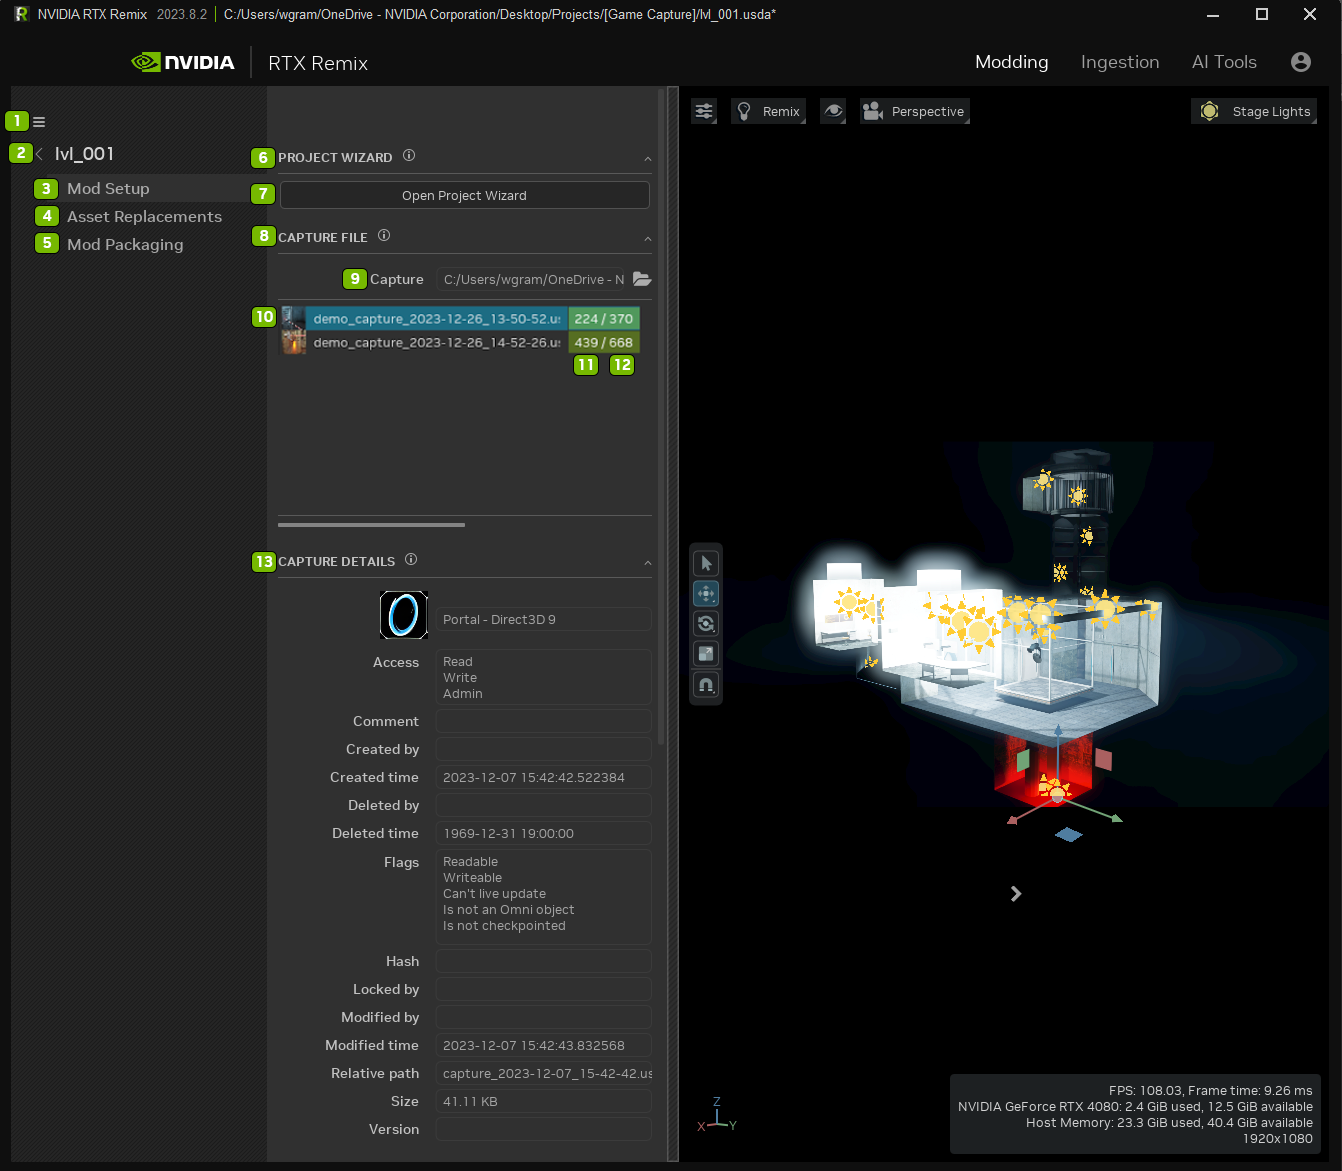 NVIDIA RTX Remix 2023.8.2 | C:/Users/wgram/OneDrive - NVIDIA Corporation/Desktop/Projects/[Game Capture]/lvl_001.usda*
NVIDIA RTX Remix
Modding Ingestion AI Tools
1
2 lvl_001
3 Mod Setup
4 Asset Replacements
5 Mod Packaging
6 PROJECT WIZARD
7 Open Project Wizard
8 CAPTURE FILE
9 Capture C:/Users/wgram/OneDrive - N
10 demo_capture_2023-12-26_13-50-52.us 224 / 370
demo_capture_2023-12-26_14-52-26.us 439 / 668
11 12
13 CAPTURE DETAILS
Portal - Direct3D 9
Access Read
Write
Admin
Comment
Created by
Created time 2023-12-07 15:42:42.522384
Deleted by
Deleted time 1969-12-31 19:00:00
Flags Readable
Writeable
Can't live update
Is not an Omni object
Is not checkpointed
Hash
Locked by
Modified by
Modified time 2023-12-07 15:42:43.832568
Relative path capture_2023-12-07_15-42-42.us
Size 41.11 KB
Version
Remix Perspective Stage Lights
Z
X Y
FPS: 108.03, Frame time: 9.26 ms
NVIDIA GeForce RTX 4080: 2.4 GiB used, 12.5 GiB available
Host Memory: 23.3 GiB used, 40.4 GiB available
1920x1080